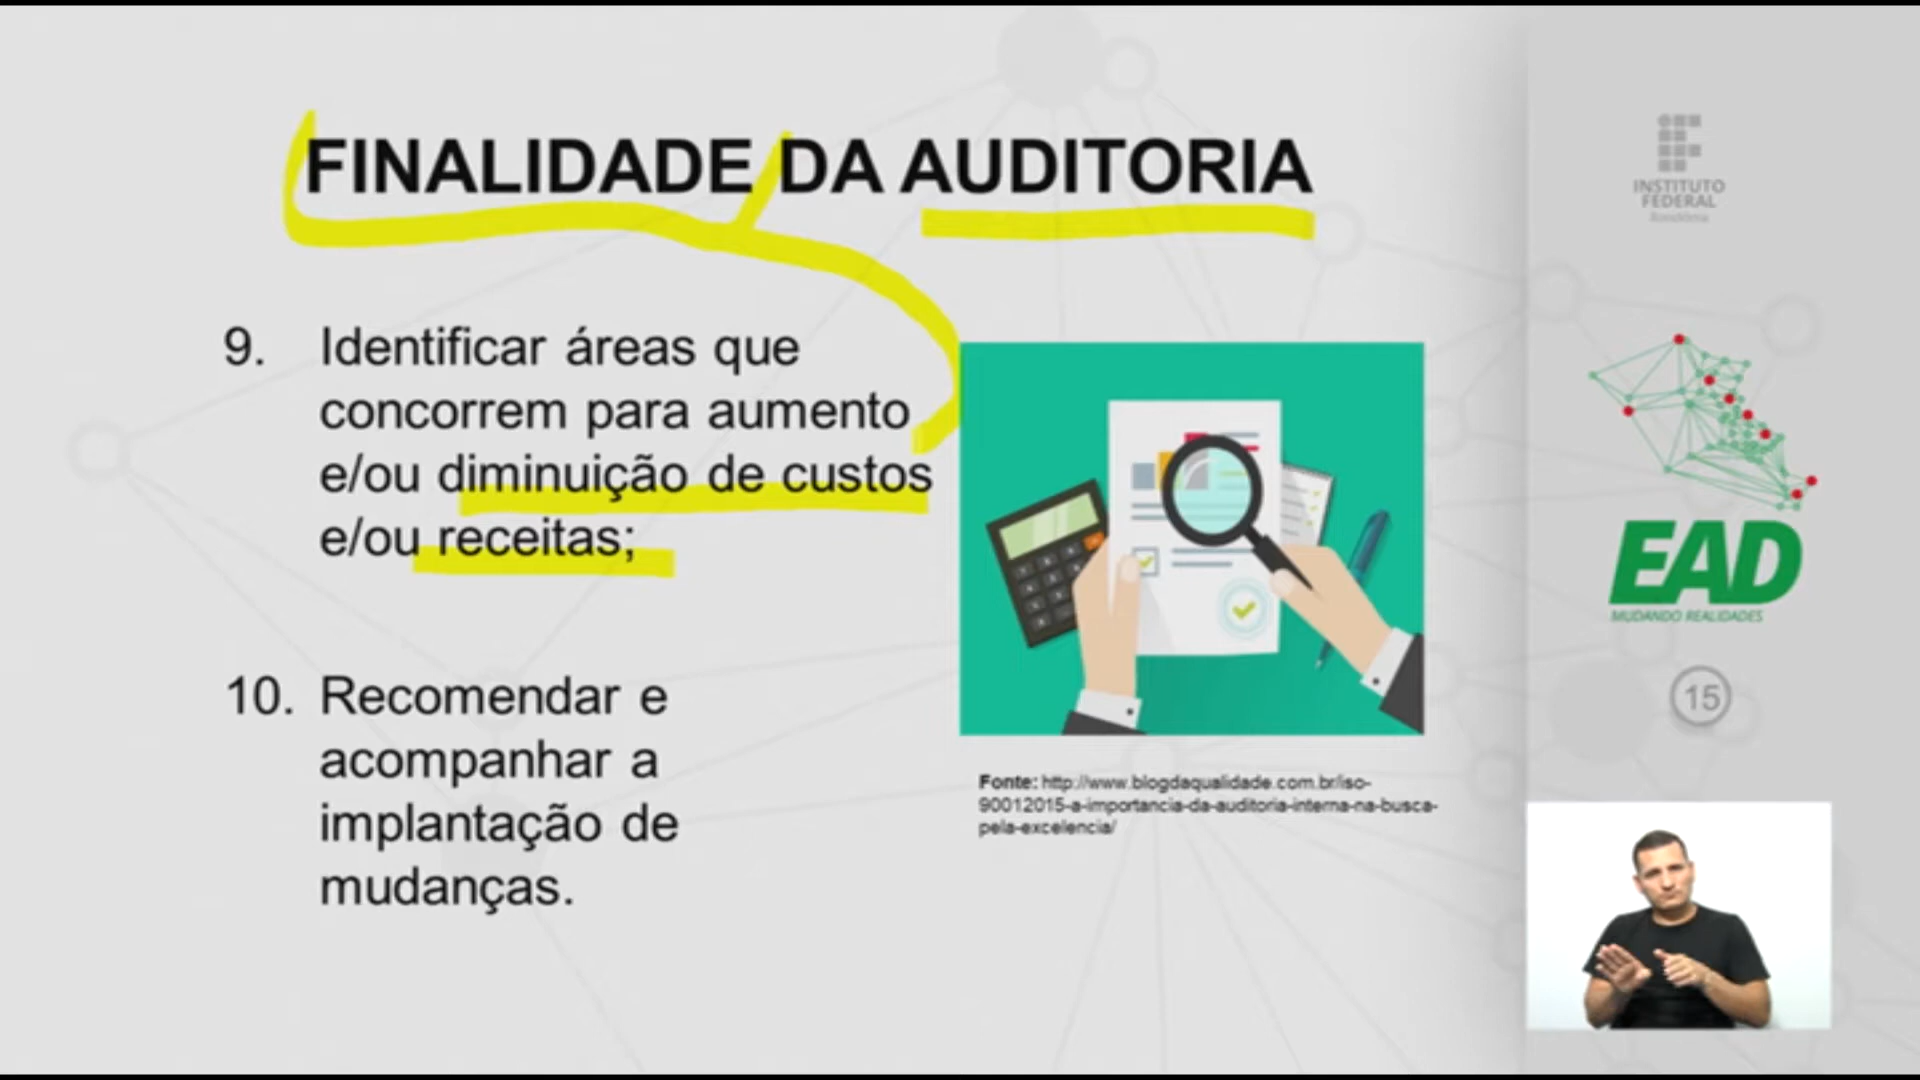 FINALIDADE DA AUDITORIA
9. Identificar áreas que
concorrem para aumento
e/ou diminuição de custos
e/ou receitas;
10. Recomendar e
acompanhar a
implantação de
mudanças.
Fonte: http://www.blogdaqualidade.com.br/iso-
90012015-a-importancia-da-auditoria-interna-na-busca-
pela-excelencia/
INSTITUTO
FEDERAL
Rondônia
EAD
MUDANDO REALIDADES
15